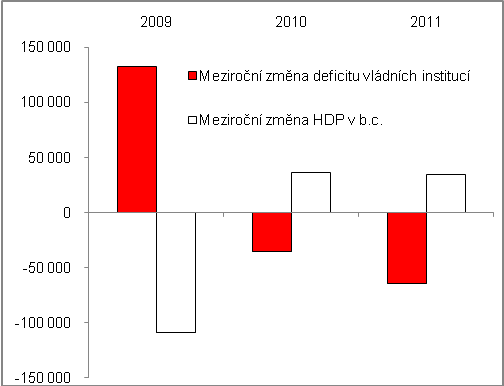 2009 2010 2011
150 000
Meziroční změna deficitu vládních institucí
100 000
Meziroční změna HDP v b.c.
50 000
0
-50 000
-100 000
-150 000